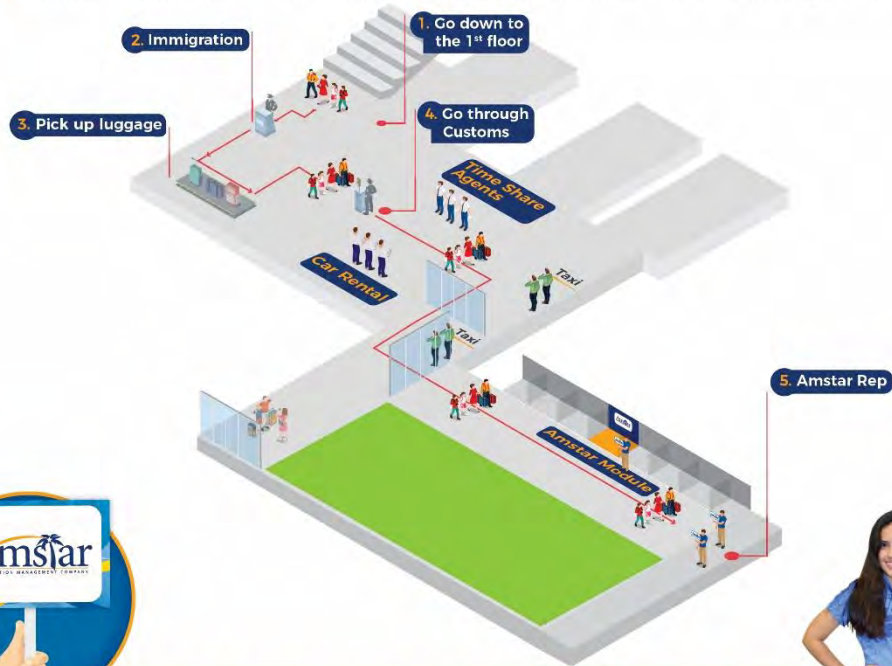 1. Go down to
the 1st floor
2. Immigration
3. Pick up luggage
4. Go through
Customs
Time Share
Agents
Car Rental
Taxi
Taxi
5. Amstar Rep
Amstar Module